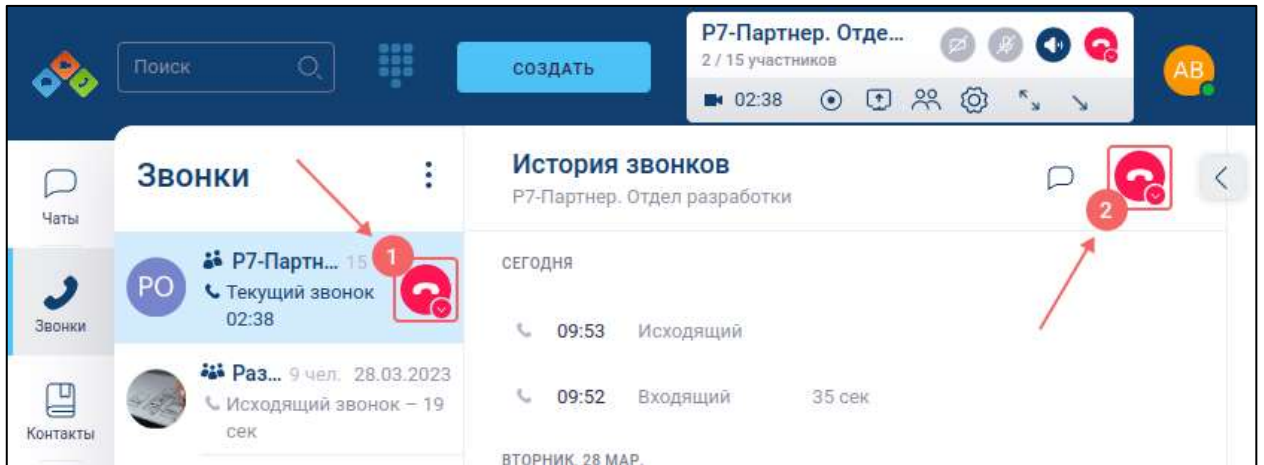 Поиск
СОЗДАТЬ
Р7-Партнер. Отде...
2 / 15 участников
02:38
АВ
Чаты
Звонки
Контакты
Звонки
РО
Р7-Партн... 15
1
Текущий звонок
02:38
Раз... 9 чел. 28.03.2023
Исходящий звонок – 19
сек
История звонков
Р7-Партнер. Отдел разработки
2
СЕГОДНЯ
09:53 Исходящий
09:52 Входящий 35 сек
ВТОРНИК, 28 МАР.